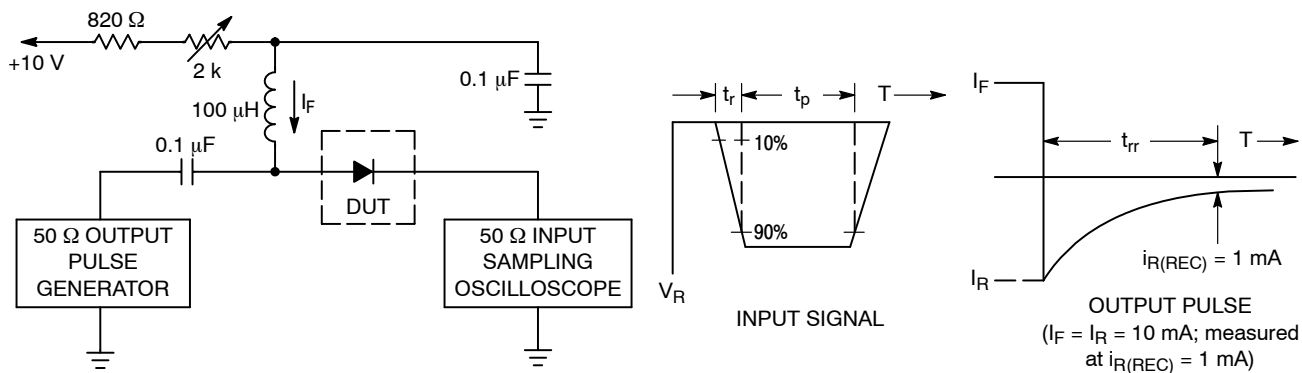 820 Ω
+10 V
2 k
100 μH
I_F
0.1 μF
0.1 μF
DUT
50 Ω OUTPUT
PULSE
GENERATOR
50 Ω INPUT
SAMPLING
OSCILLOSCOPE
t_r
t_p
T
10%
90%
V_R
INPUT SIGNAL
I_F
t_rr
T
I_R
i_R(REC) = 1 mA
OUTPUT PULSE
(I_F = I_R = 10 mA; measured
at i_R(REC) = 1 mA)